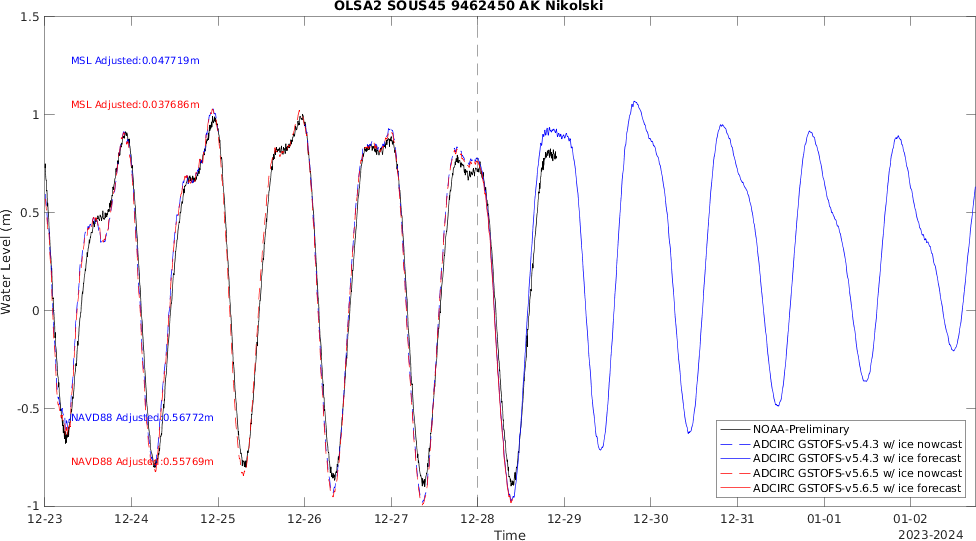 OLSA2 SOUS45 9462450 AK Nikolski
1.5
1
0.5
0
-0.5
-1
Water Level (m)
MSL Adjusted:0.047719m
MSL Adjusted:0.037686m
NAVD88 Adjusted:0.56772m
NAVD88 Adjusted:0.55769m
NOAA-Preliminary
ADCIRC GSTOFS-v5.4.3 w/ ice nowcast
ADCIRC GSTOFS-v5.4.3 w/ ice forecast
ADCIRC GSTOFS-v5.6.5 w/ ice nowcast
ADCIRC GSTOFS-v5.6.5 w/ ice forecast
12-23 12-24 12-25 12-26 12-27 12-28 12-29 12-30 12-31 01-01 01-02
Time
2023-2024